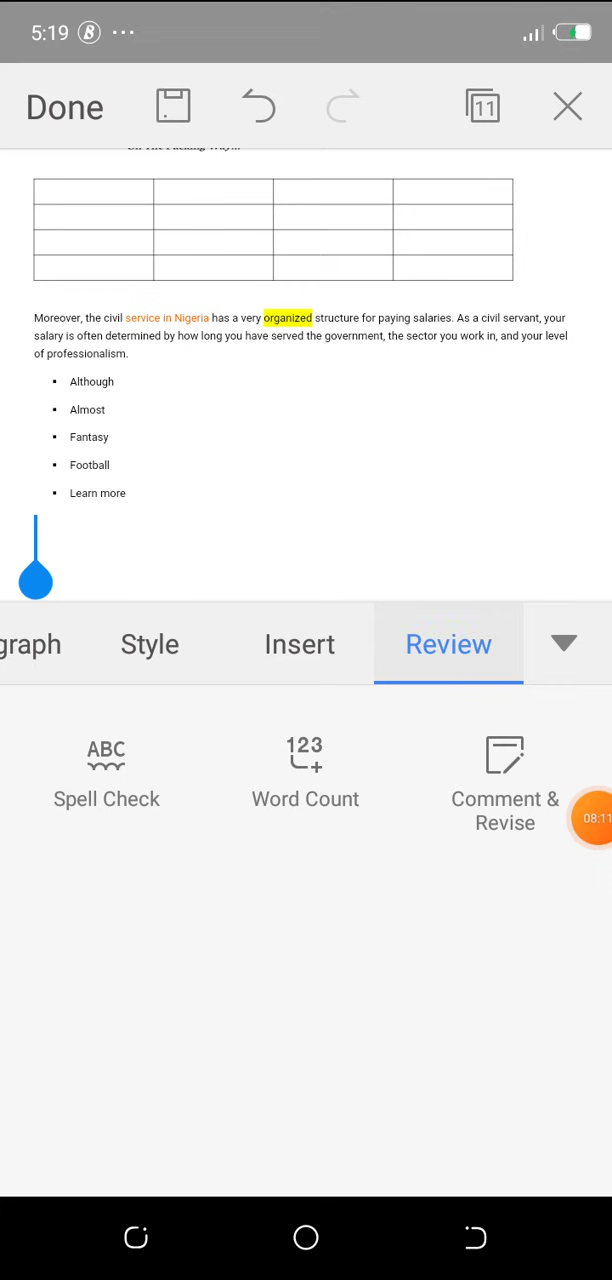 5:19
Done
11
Moreover, the civil service in Nigeria has a very organized structure for paying salaries. As a civil servant, your
salary is often determined by how long you have served the government, the sector you work in, and your level
of professionalism.
▪ Although
▪ Almost
▪ Fantasy
▪ Football
▪ Learn more
graph Style Insert Review
ABC 123
Spell Check Word Count Comment &
Revise
08:11